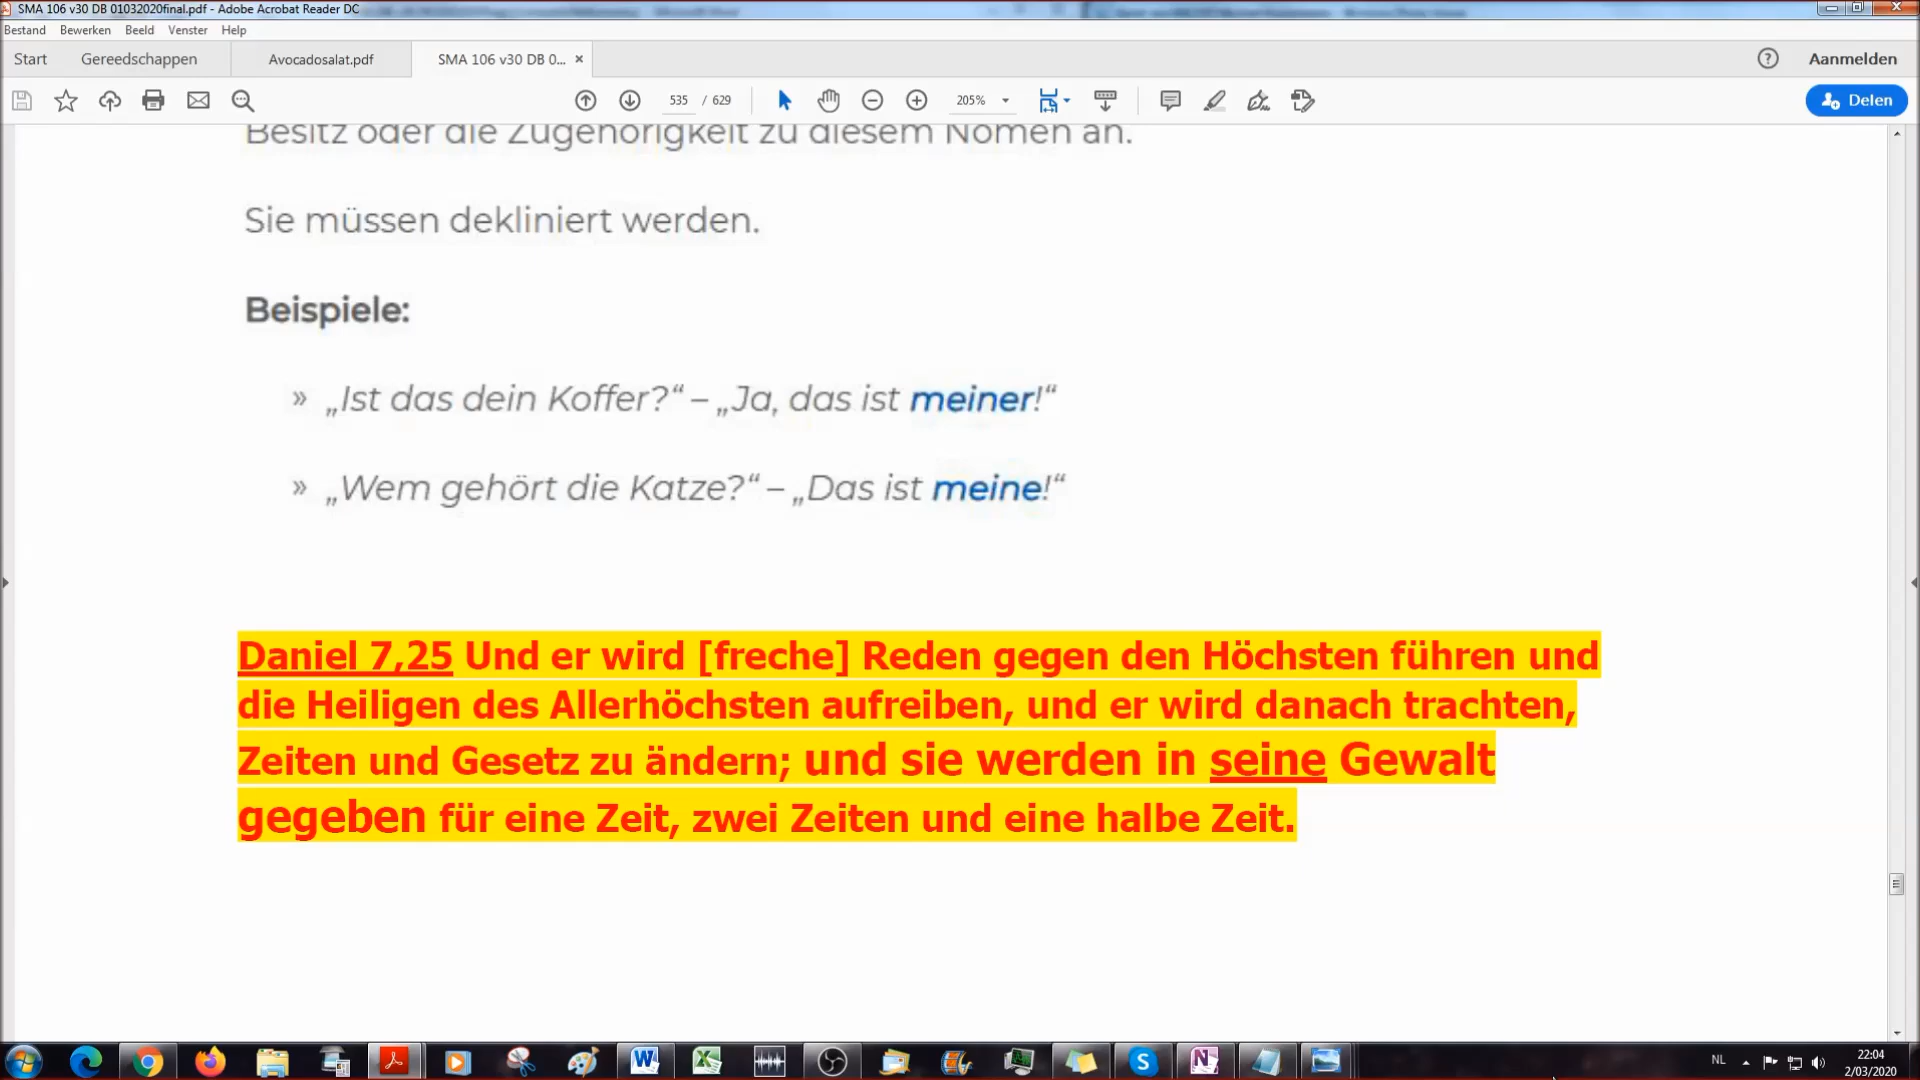 SMA 106 v30 DB 01032020final.pdf - Adobe Acrobat Reader DC
Bestand Bewerken Beeld Venster Help
Start Gereedschappen Avocadosalat.pdf SMA 106 v30 DB 0... × Aanmelden
535 / 629 205% Delen
Besitz oder die Zugehörigkeit zu diesem Nomen an.
Sie müssen dekliniert werden.
Beispiele:
» „Ist das dein Koffer?“ – „Ja, das ist meiner!“
» „Wem gehört die Katze?“ – „Das ist meine!“
Daniel 7,25 Und er wird [freche] Reden gegen den Höchsten führen und
die Heiligen des Allerhöchsten aufreiben, und er wird danach trachten,
Zeiten und Gesetz zu ändern; und sie werden in seine Gewalt
gegeben für eine Zeit, zwei Zeiten und eine halbe Zeit.
NL
22:04
2/03/2020